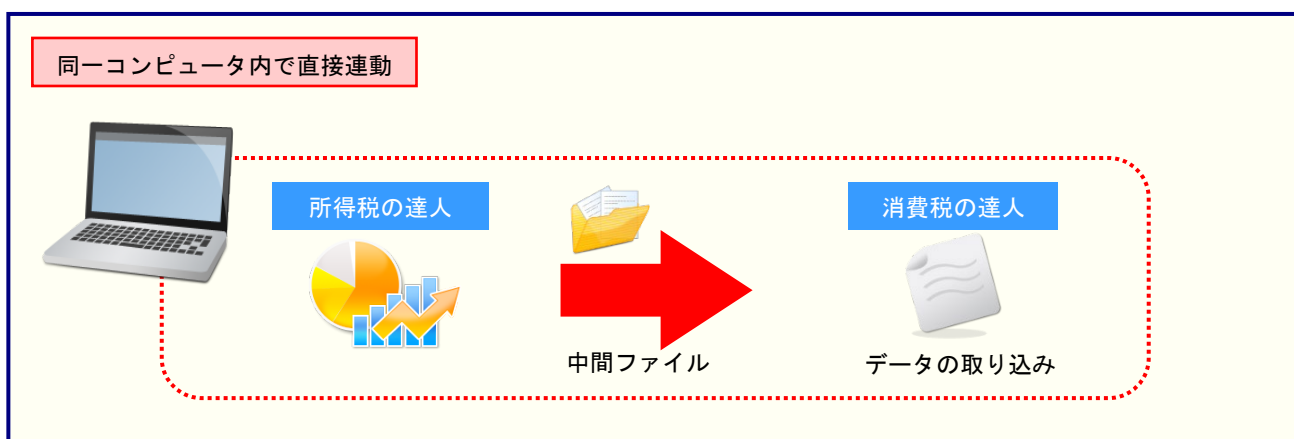 同一コンピュータ内で直接連動
所得税の達人
消費税の達人
中間ファイル
データの取り込み